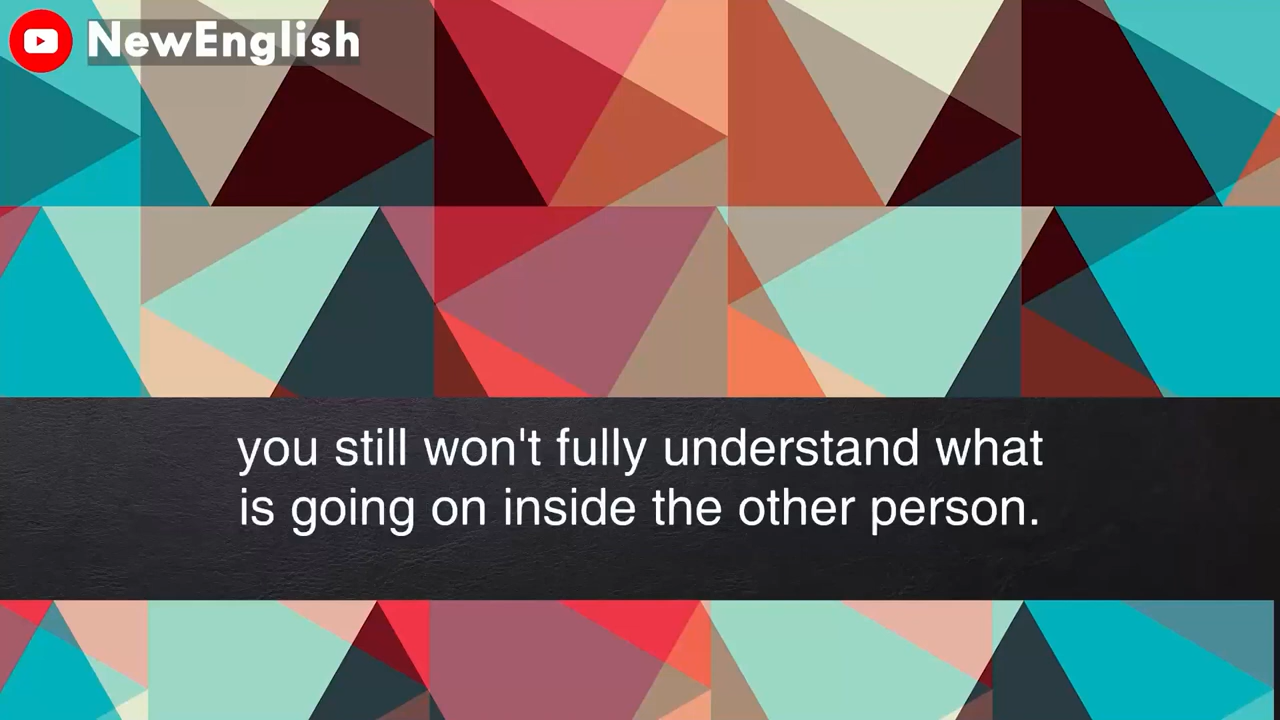 NewEnglish
you still won't fully understand what
is going on inside the other person.